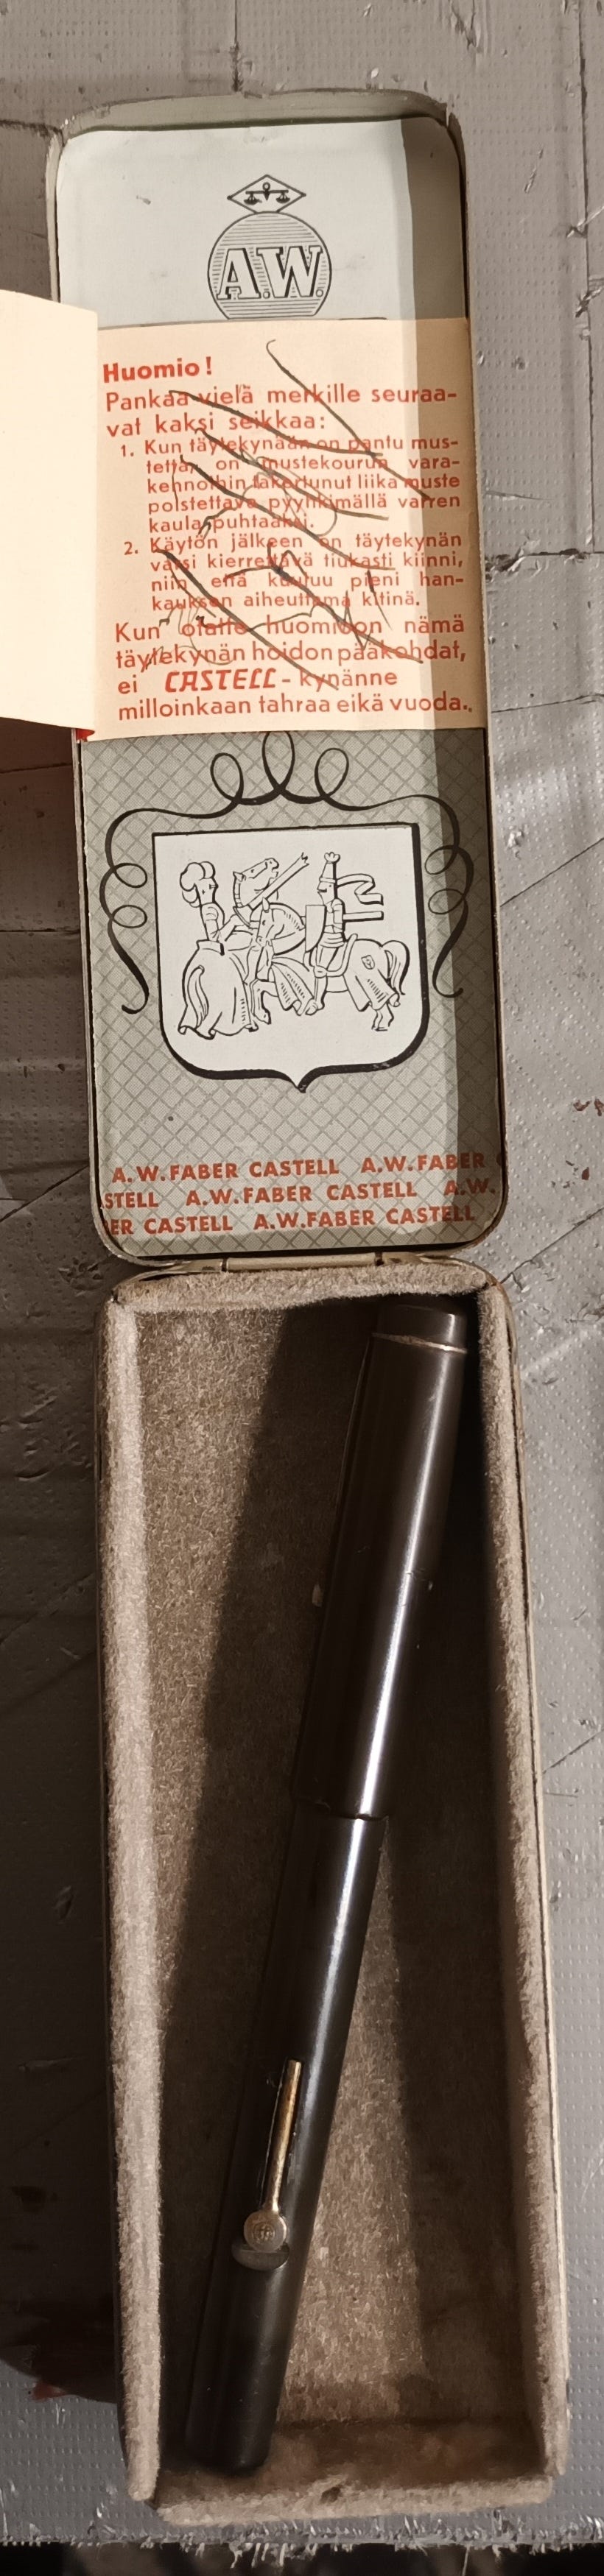 A.W.
Huomio!
Pankaa vielä merkille seuraa-
vat kaksi seikkaa:
1. Kun täytekynään on pantu mus-
tettan on mustekourun vara-
kennoihin takertunut liika muste
poistettava pyyhkimällä varren
kaula puhtaaksi.
2. Käytön jälkeen on täytekynän
varsi kierrettävä tiukasti kiinni,
niin että kuuluu pieni han-
kauksen aiheuttama kitinä.
Kun otatte huomioon nämä
täytekynän hoidon pääkohdat,
ei CASTELL-kynänne
milloinkaan tahraa eikä vuoda.
A.W.FABER CASTELL A.W.FABER C
STELL A.W.FABER CASTELL A.W.
ER CASTELL A.W.FABER CASTELL